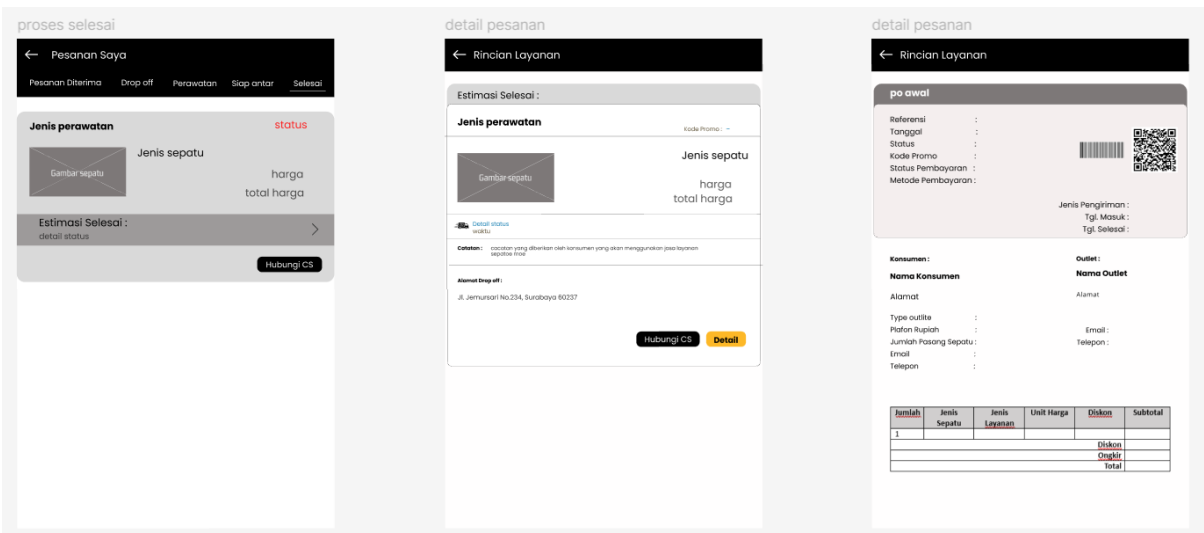 proses selesai
Pesanan Saya
Pesanan Diterima Drop off Perawatan Siap antar Selesai
Jenis perawatan
status
Gambar sepatu
Jenis sepatu
harga
total harga
Estimasi Selesai :
detail status
Hubungi CS
detail pesanan
Rincian Layanan
Estimasi Selesai :
Jenis perawatan
Kode Promo : -
Gambar sepatu
Jenis sepatu
harga
total harga
Detail status
waktu
Catatan : cacatan yang diberikan oleh konsumen yang akan menggunakan jasa layanan
Alamat Drop off :
Jl, Jemursari No.234, Surabaya 60237
Hubungi CS
Detail
detail pesanan
Rincian Layanan
po awal
Referensi :
Tanggal :
Status :
Kode Promo :
Status Pembayaran :
Metode Pembayaran :
Jenis Pengiriman :
Tgl. Masuk :
Tgl. Selesai :
Konsumen :
Nama Konsumen
Alamat
Type outlite :
Plafon Rupiah :
Jumlah Pasang Sepatu :
Email :
Telepon :
Outlet :
Nama Outlet
Alamat
Email :
Telepon :
Jumlah Jenis Sepatu Jenis Layanan Unit Harga Diskon Subtotal
1
Diskon
Ongkir
Total